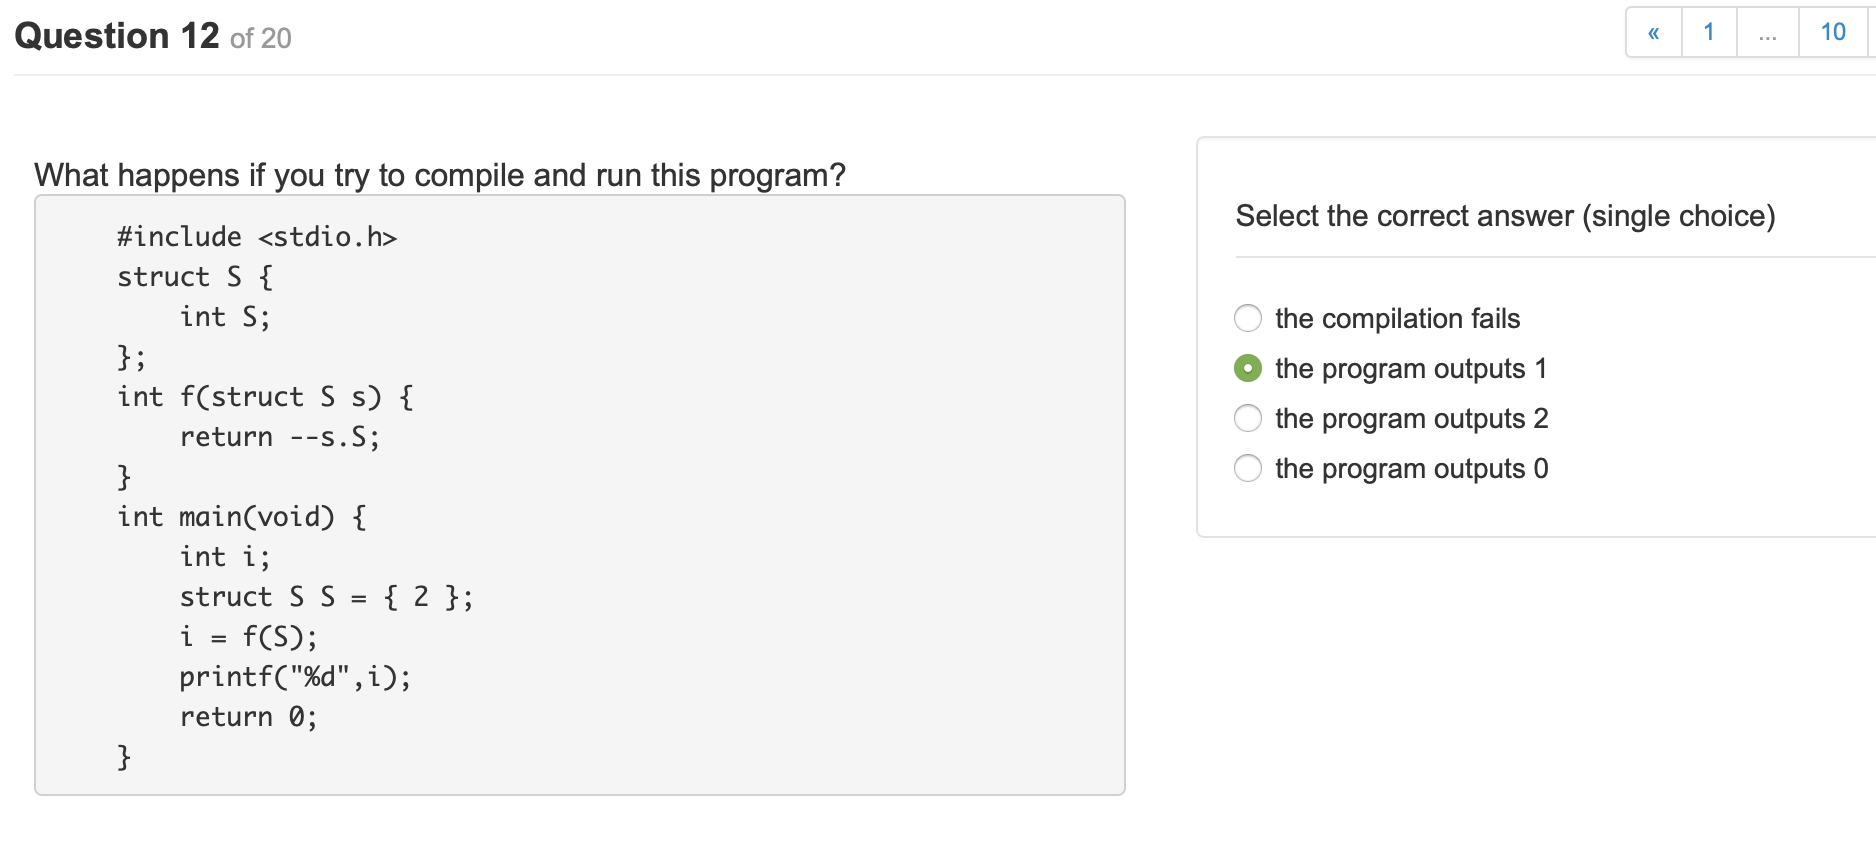 Question 12 of 20
« 1 ... 10
What happens if you try to compile and run this program?
#include <stdio.h>
struct S {
    int S;
};
int f(struct S s) {
    return --s.S;
}
int main(void) {
    int i;
    struct S S = { 2 };
    i = f(S);
    printf("%d",i);
    return 0;
}
Select the correct answer (single choice)
the compilation fails
the program outputs 1
the program outputs 2
the program outputs 0